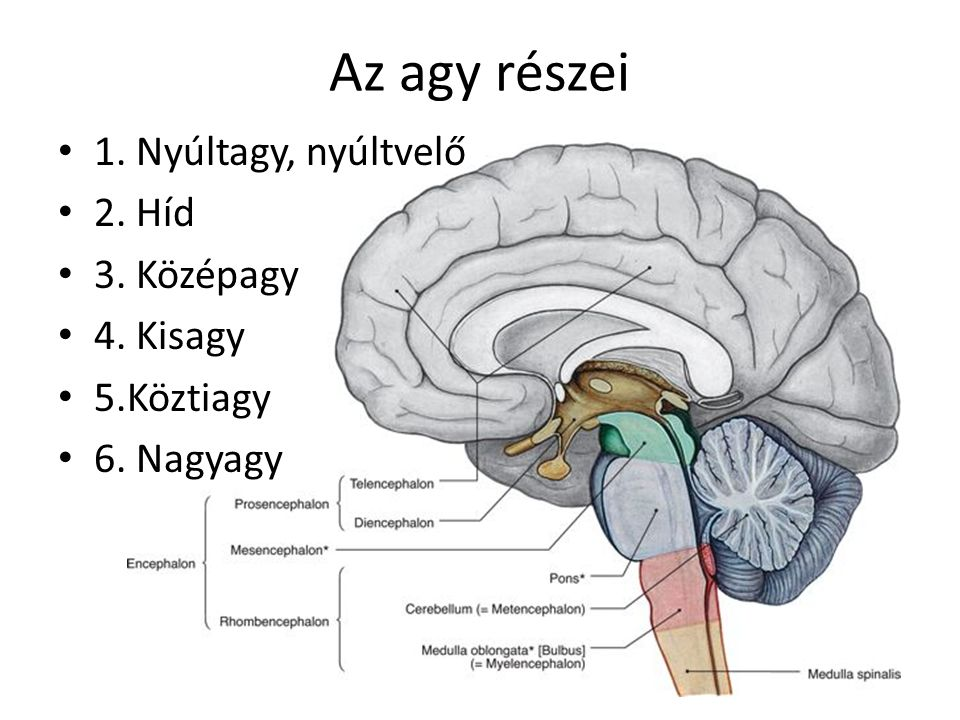 Az agy részei
• 1. Nyúltagy, nyúltvelő
• 2. Híd
• 3. Középagy
• 4. Kisagy
• 5.Köztiagy
• 6. Nagyagy
Telencephalon
Prosencephalon
Diencephalon
Mesencephalon*
Encephalon
Pons*
Cerebellum (= Metencephalon)
Rhombencephalon
Medulla oblongata* [Bulbus]
(= Myelencephalon)
Medulla spinalis